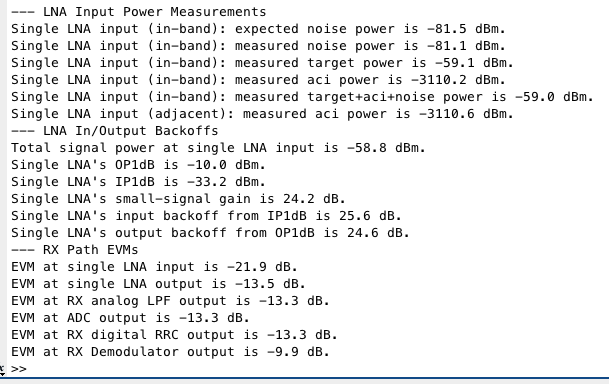 --- LNA Input Power Measurements
Single LNA input (in-band): expected noise power is -81.5 dBm.
Single LNA input (in-band): measured noise power is -81.1 dBm.
Single LNA input (in-band): measured target power is -59.1 dBm.
Single LNA input (in-band): measured aci power is -3110.2 dBm.
Single LNA input (in-band): measured target+aci+noise power is -59.0 dBm.
Single LNA input (adjacent): measured aci power is -3110.6 dBm.
--- LNA In/Output Backoffs
Total signal power at single LNA input is -58.8 dBm.
Single LNA's OP1dB is -10.0 dBm.
Single LNA's IP1dB is -33.2 dBm.
Single LNA's small-signal gain is 24.2 dB.
Single LNA's input backoff from IP1dB is 25.6 dB.
Single LNA's output backoff from OP1dB is 24.6 dB.
--- RX Path EVMs
EVM at single LNA input is -21.9 dB.
EVM at single LNA output is -13.5 dB.
EVM at RX analog LPF output is -13.3 dB.
EVM at ADC output is -13.3 dB.
EVM at RX digital RRC output is -13.3 dB.
EVM at RX Demodulator output is -9.9 dB.
>>